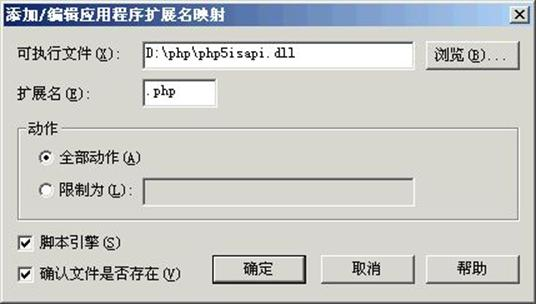 添加/编辑应用程序扩展名映射
可执行文件(X): D:\php\php5isapi.dll 浏览(B)...
扩展名(E): .php
动作
全部动作(A)
限制为(L):
脚本引擎(S)
确认文件是否存在(V)
确定 取消 帮助